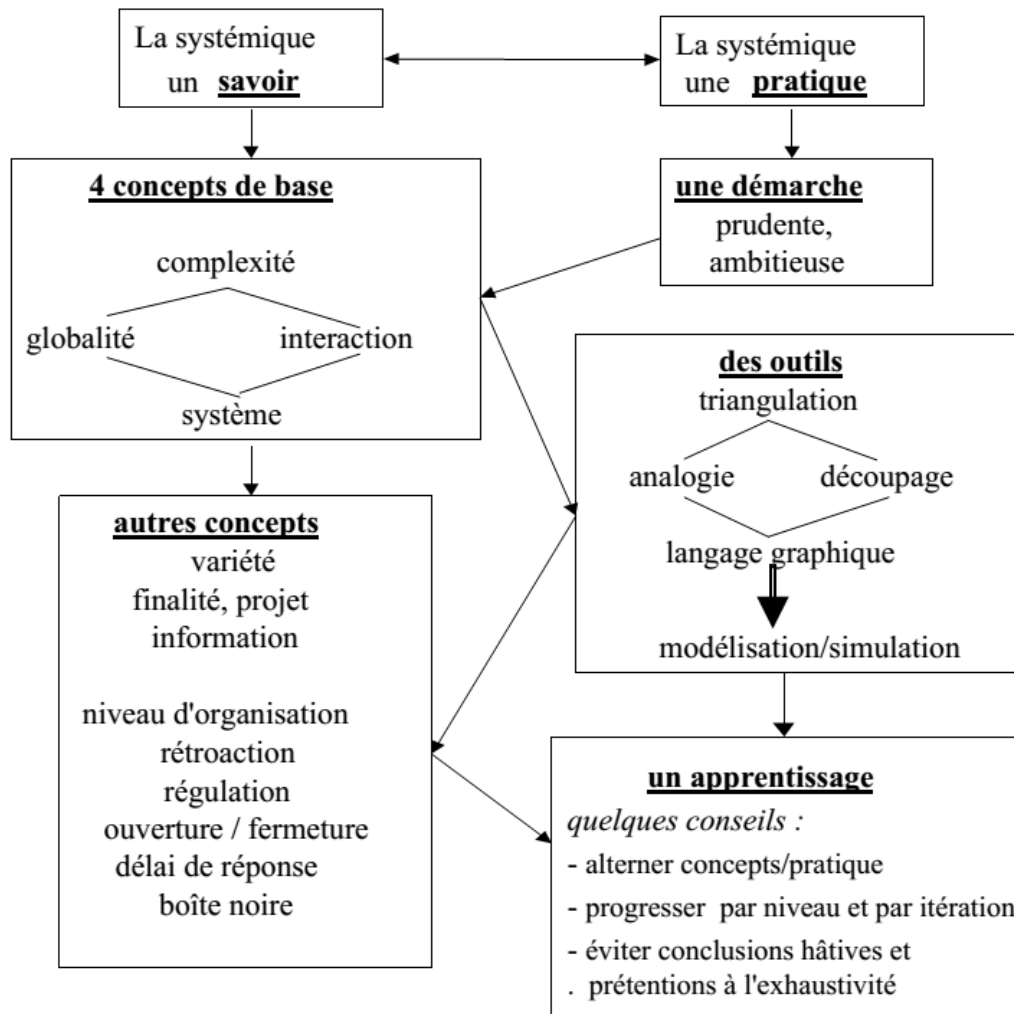 La systémique
un savoir
La systémique
une pratique
4 concepts de base
complexité
globalité interaction
système
une démarche
prudente,
ambitieuse
des outils
triangulation
analogie découpage
langage graphique
modélisation/simulation
autres concepts
variété
finalité, projet
information
niveau d'organisation
rétroaction
régulation
ouverture / fermeture
délai de réponse
boîte noire
un apprentissage
quelques conseils :
- alterner concepts/pratique
- progresser par niveau et par itération
- éviter conclusions hâtives et
. prétentions à l'exhaustivité